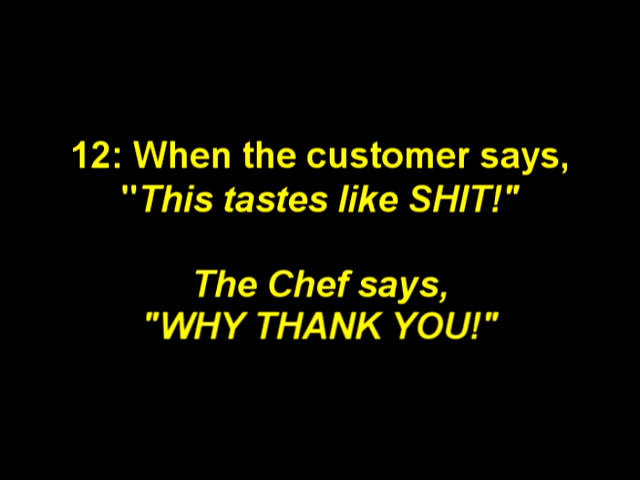 12: When the customer says,
"This tastes like SHIT!"
The Chef says,
"WHY THANK YOU!"